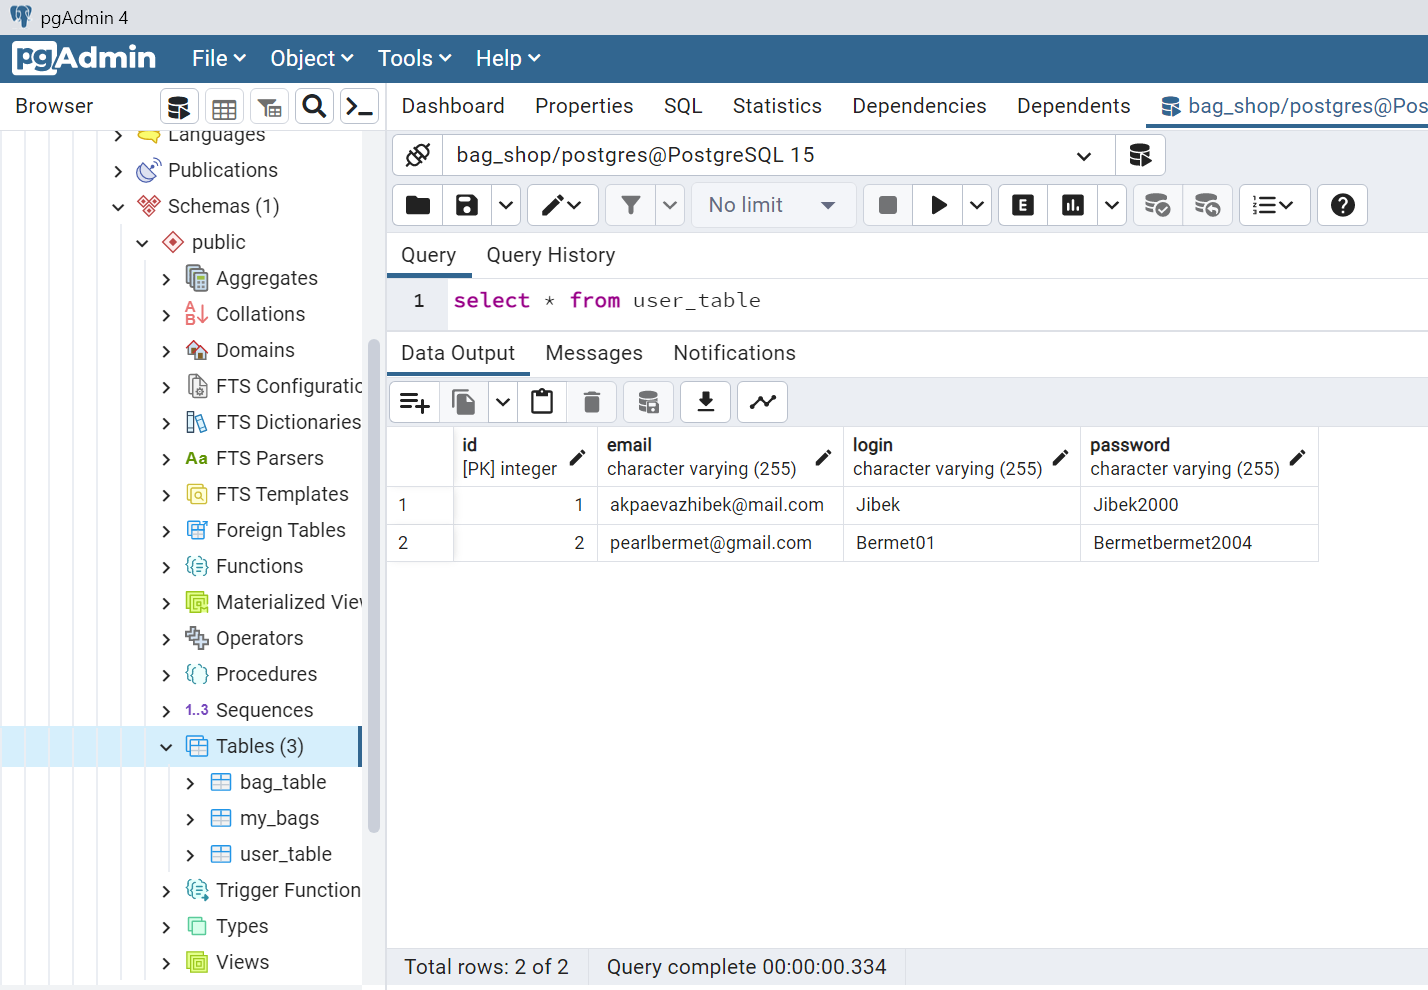 pgAdmin 4
pgAdmin File Object Tools Help
Browser
Dashboard Properties SQL Statistics Dependencies Dependents bag_shop/postgres@Pos
Languages
Publications
Schemas (1)
public
Aggregates
Collations
Domains
FTS Configuratio
FTS Dictionaries
Aa FTS Parsers
FTS Templates
Foreign Tables
Functions
Materialized Vie
Operators
Procedures
1..3 Sequences
Tables (3)
bag_table
my_bags
user_table
Trigger Function
Types
Views
bag_shop/postgres@PostgreSQL 15
No limit E
Query Query History
1 select * from user_table
Data Output Messages Notifications
id email login password
[PK] integer character varying (255) character varying (255) character varying (255)
1 1 akpaevazhibek@mail.com Jibek Jibek2000
2 2 pearlbermet@gmail.com Bermet01 Bermetbermet2004
Total rows: 2 of 2 Query complete 00:00:00.334